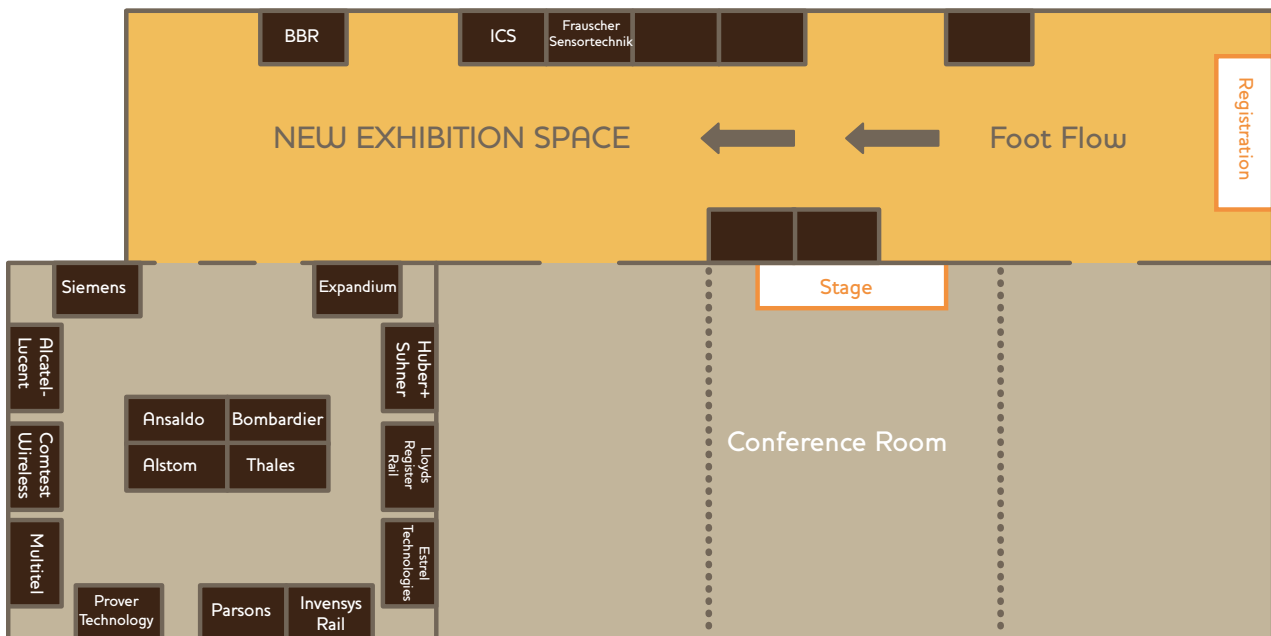 BBR
ICS
Frauscher
Sensortechnik
Registration
NEW EXHIBITION SPACE
Foot Flow
Siemens
Expandium
Stage
Alcatel-
Lucent
Huber+
Suhner
Ansaldo
Bombardier
Alstom
Thales
Comtest
Wireless
Lloyds
Register
Rail
Conference Room
Multitel
Estrel
Technologies
Prover
Technology
Parsons
Invensys
Rail